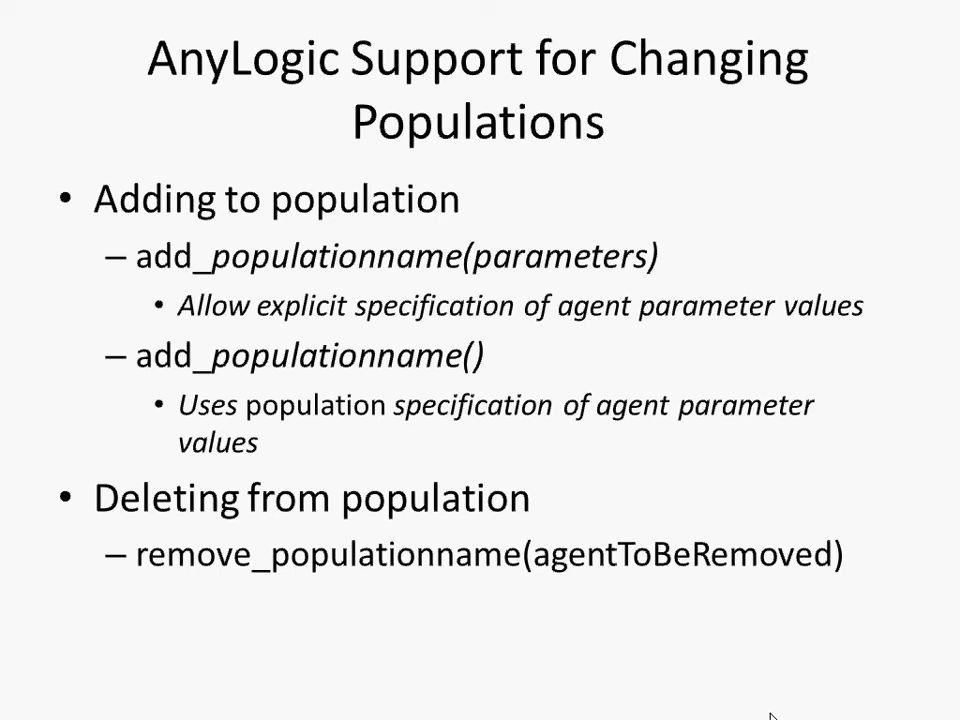 AnyLogic Support for Changing
Populations
• Adding to population
– add_populationname(parameters)
• Allow explicit specification of agent parameter values
– add_populationname()
• Uses population specification of agent parameter
values
• Deleting from population
– remove_populationname(agentToBeRemoved)